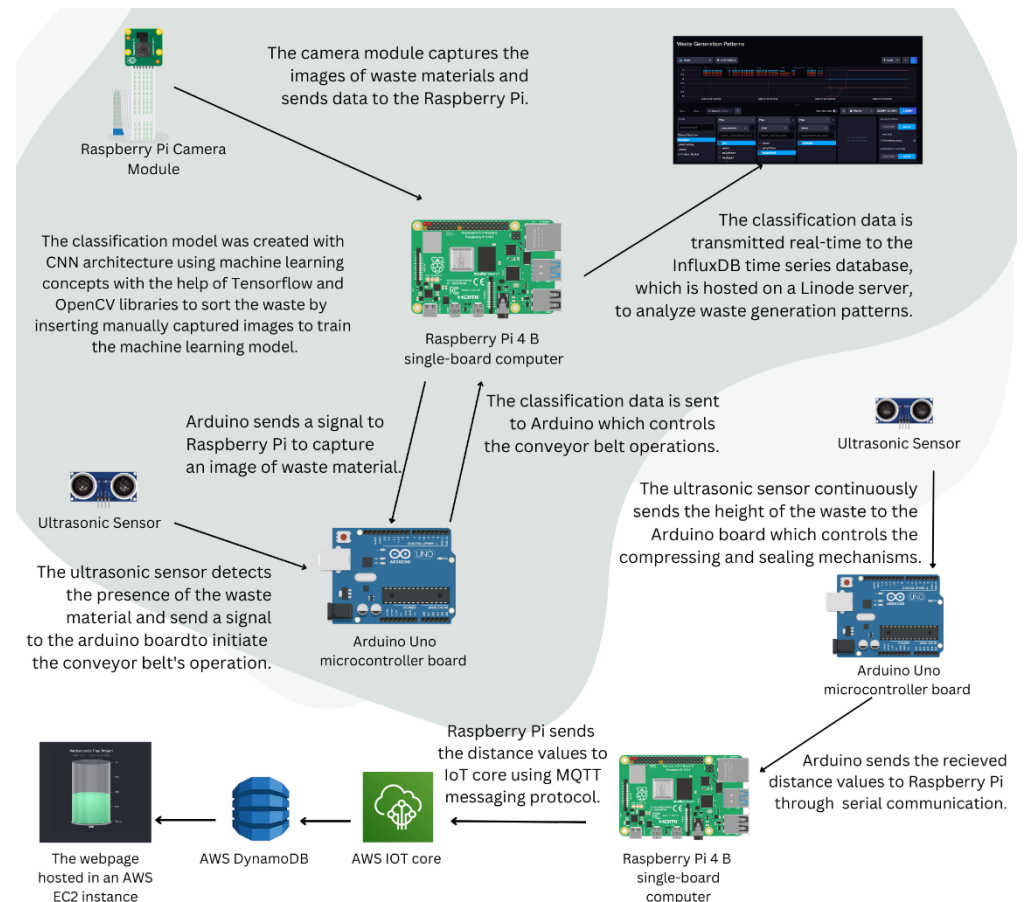 The camera module captures the
images of waste materials and
sends data to the Raspberry Pi.
Waste Generation Patterns
Raspberry Pi Camera
Module
The classification model was created with
CNN architecture using machine learning
concepts with the help of Tensorflow and
OpenCV libraries to sort the waste by
inserting manually captured images to train
the machine learning model.
HDMI
Raspberry Pi 4 B
single-board computer
The classification data is
transmitted real-time to the
InfluxDB time series database,
which is hosted on a Linode server,
to analyze waste generation patterns.
Arduino sends a signal to
Raspberry Pi to capture
an image of waste material.
The classification data is sent
to Arduino which controls
the conveyor belt operations.
Ultrasonic Sensor
Ultrasonic Sensor
The ultrasonic sensor continuously
sends the height of the waste to the
Arduino board which controls the
compressing and sealing mechanisms.
The ultrasonic sensor detects
the presence of the waste
material and send a signal
to the arduino boardto initiate
the conveyor belt's operation.
UNO
ARDUINO
Arduino Uno
microcontroller board
UNO
Arduino Uno
microcontroller board
Raspberry Pi sends
the distance values to
IoT core using MQTT
messaging protocol.
Arduino sends the recieved
distance values to Raspberry Pi
through serial communication.
HDMI
The webpage
hosted in an AWS
EC2 instance
AWS DynamoDB
AWS IOT core
Raspberry Pi 4 B
single-board
computer